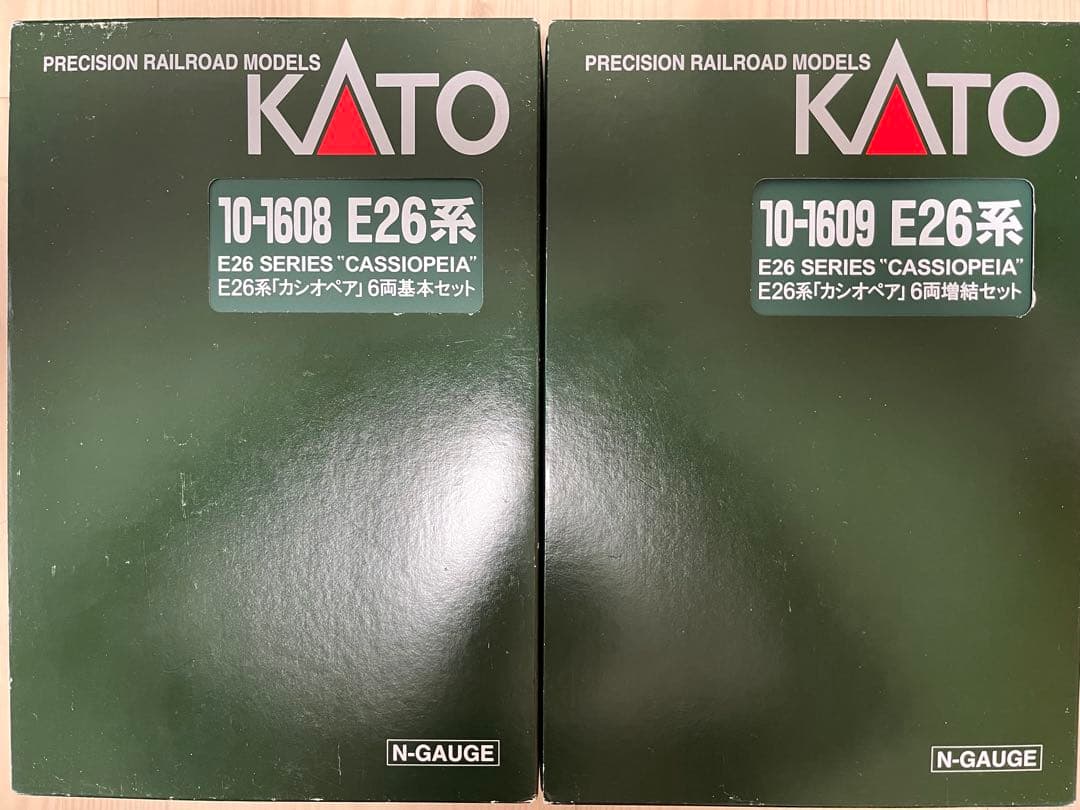 PRECISION RAILROAD MODELS
KATO
10-1608 E26系
E26 SERIES "CASSIOPEIA"
E26系「カシオペア」6両基本セット
N-GAUGE
PRECISION RAILROAD MODELS
KATO
10-1609 E26系
E26 SERIES "CASSIOPEIA"
E26系「カシオペア」6両増結セット
N-GAUGE